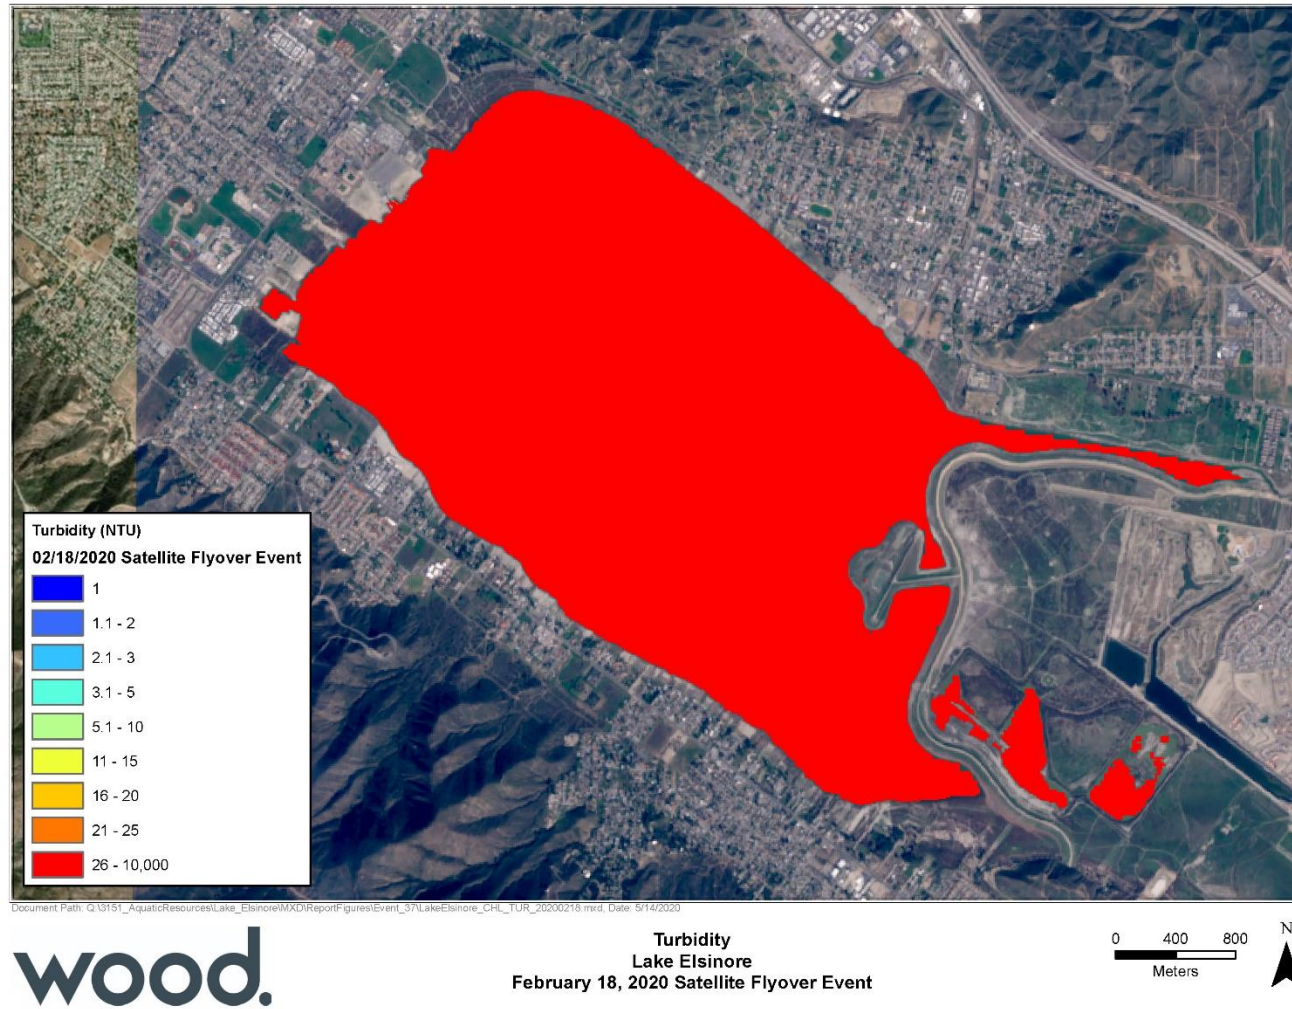 Turbidity (NTU)
02/18/2020 Satellite Flyover Event
1
1.1 - 2
2.1 - 3
3.1 - 5
5.1 - 10
11 - 15
16 - 20
21 - 25
26 - 10,000
Document Path: Q:\3151_AquaticResources\Lake_Elsinore\MXD\ReportFigures\Event_37\LakeElsinore_CHL_TUR_20200218.mxd, Date: 5/14/2020
wood.
Turbidity
Lake Elsinore
February 18, 2020 Satellite Flyover Event
0 400 800
Meters
N